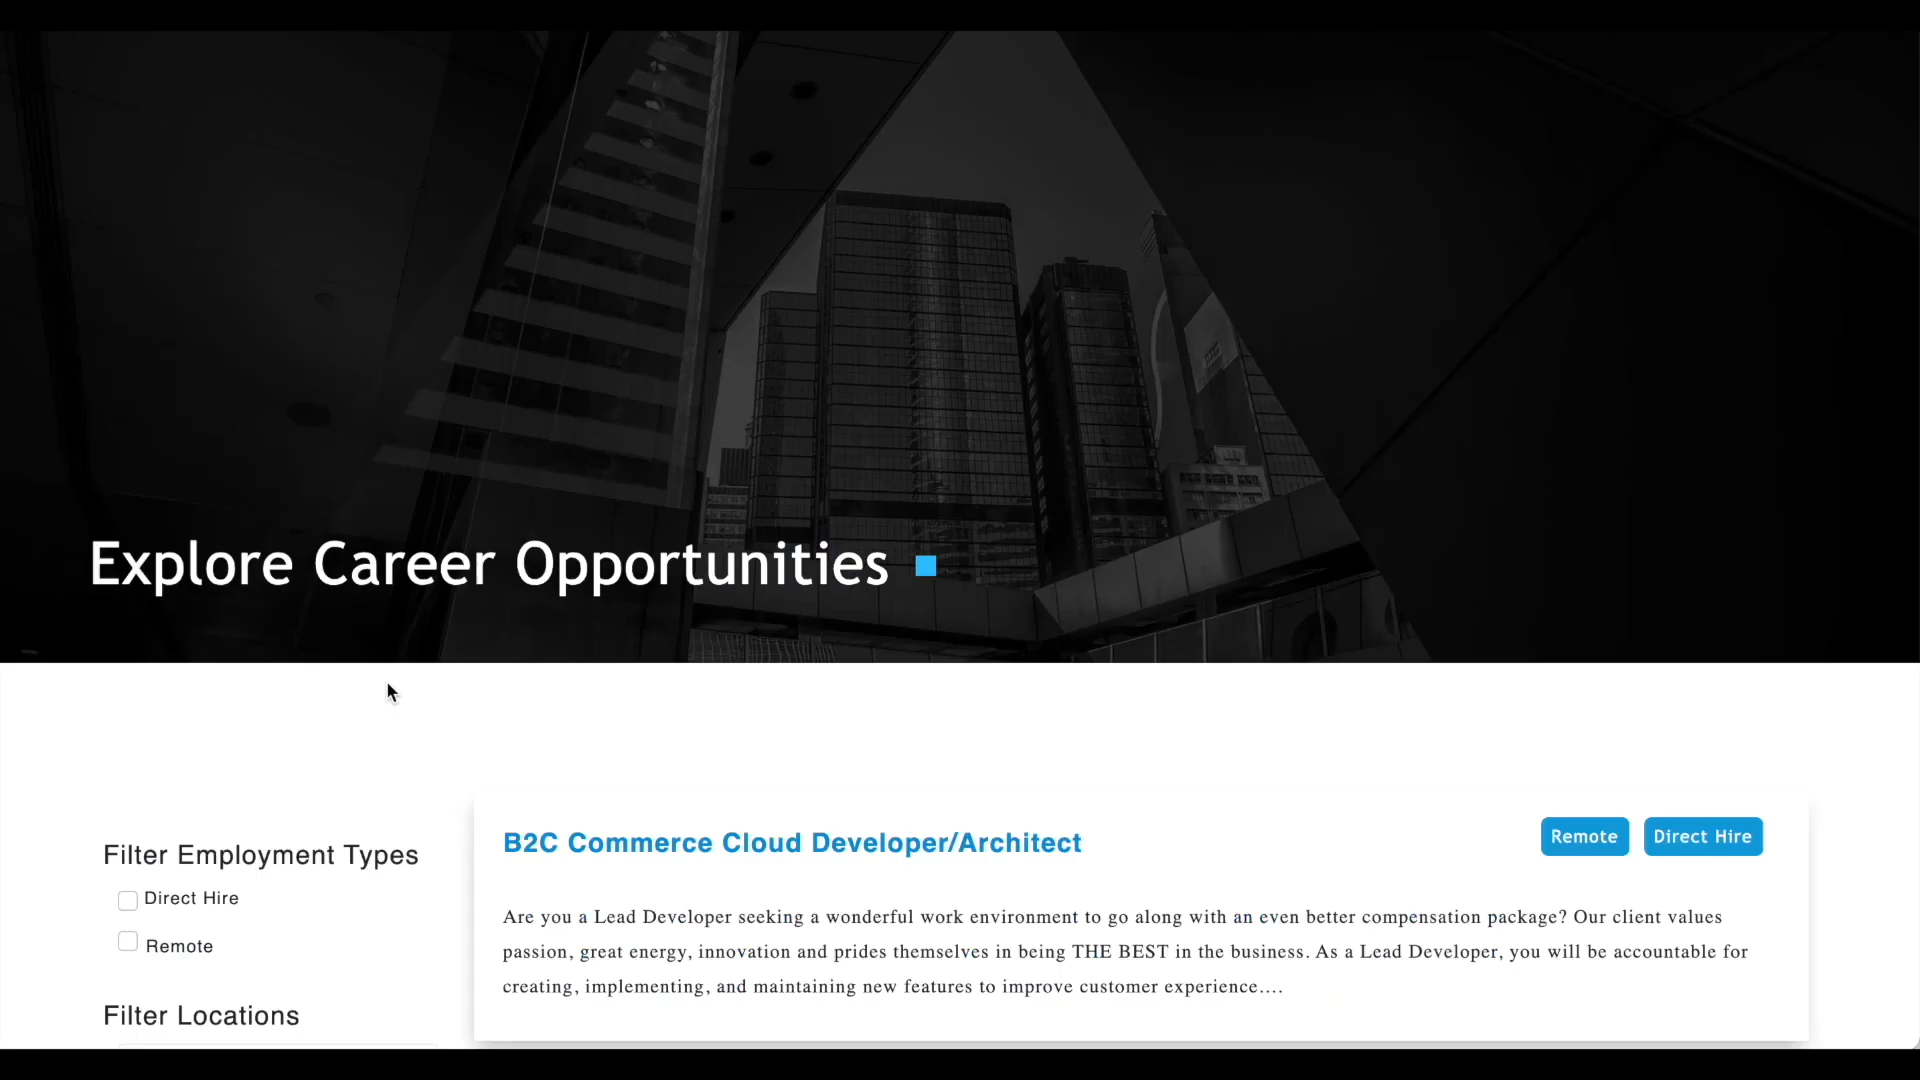 Explore Career Opportunities
Filter Employment Types
Direct Hire
Remote
Filter Locations
B2C Commerce Cloud Developer/Architect
Remote
Direct Hire
Are you a Lead Developer seeking a wonderful work environment to go along with an even better compensation package? Our client values
passion, great energy, innovation and prides themselves in being THE BEST in the business. As a Lead Developer, you will be accountable for
creating, implementing, and maintaining new features to improve customer experience....